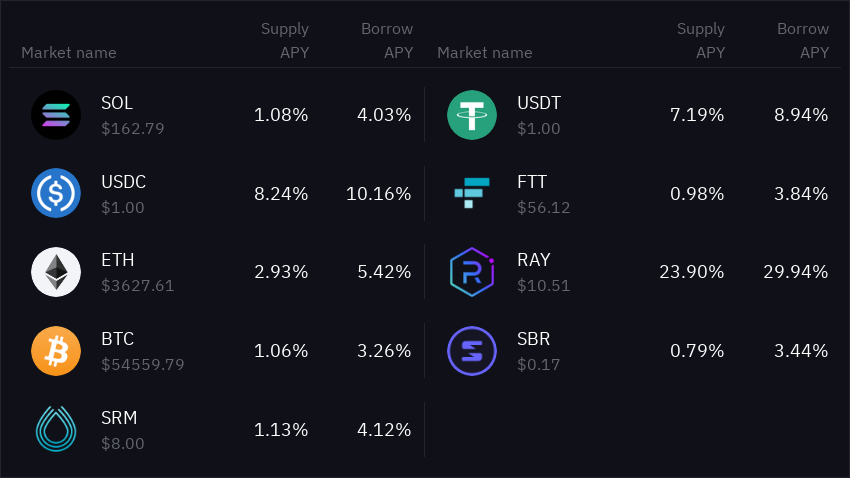 Market name Supply APY Borrow APY Market name Supply APY Borrow APY
SOL 1.08% 4.03%
$162.79
USDT 7.19% 8.94%
$1.00
USDC 8.24% 10.16%
$1.00
FTT 0.98% 3.84%
$56.12
ETH 2.93% 5.42%
$3627.61
RAY 23.90% 29.94%
$10.51
BTC 1.06% 3.26%
$54559.79
SBR 0.79% 3.44%
$0.17
SRM 1.13% 4.12%
$8.00